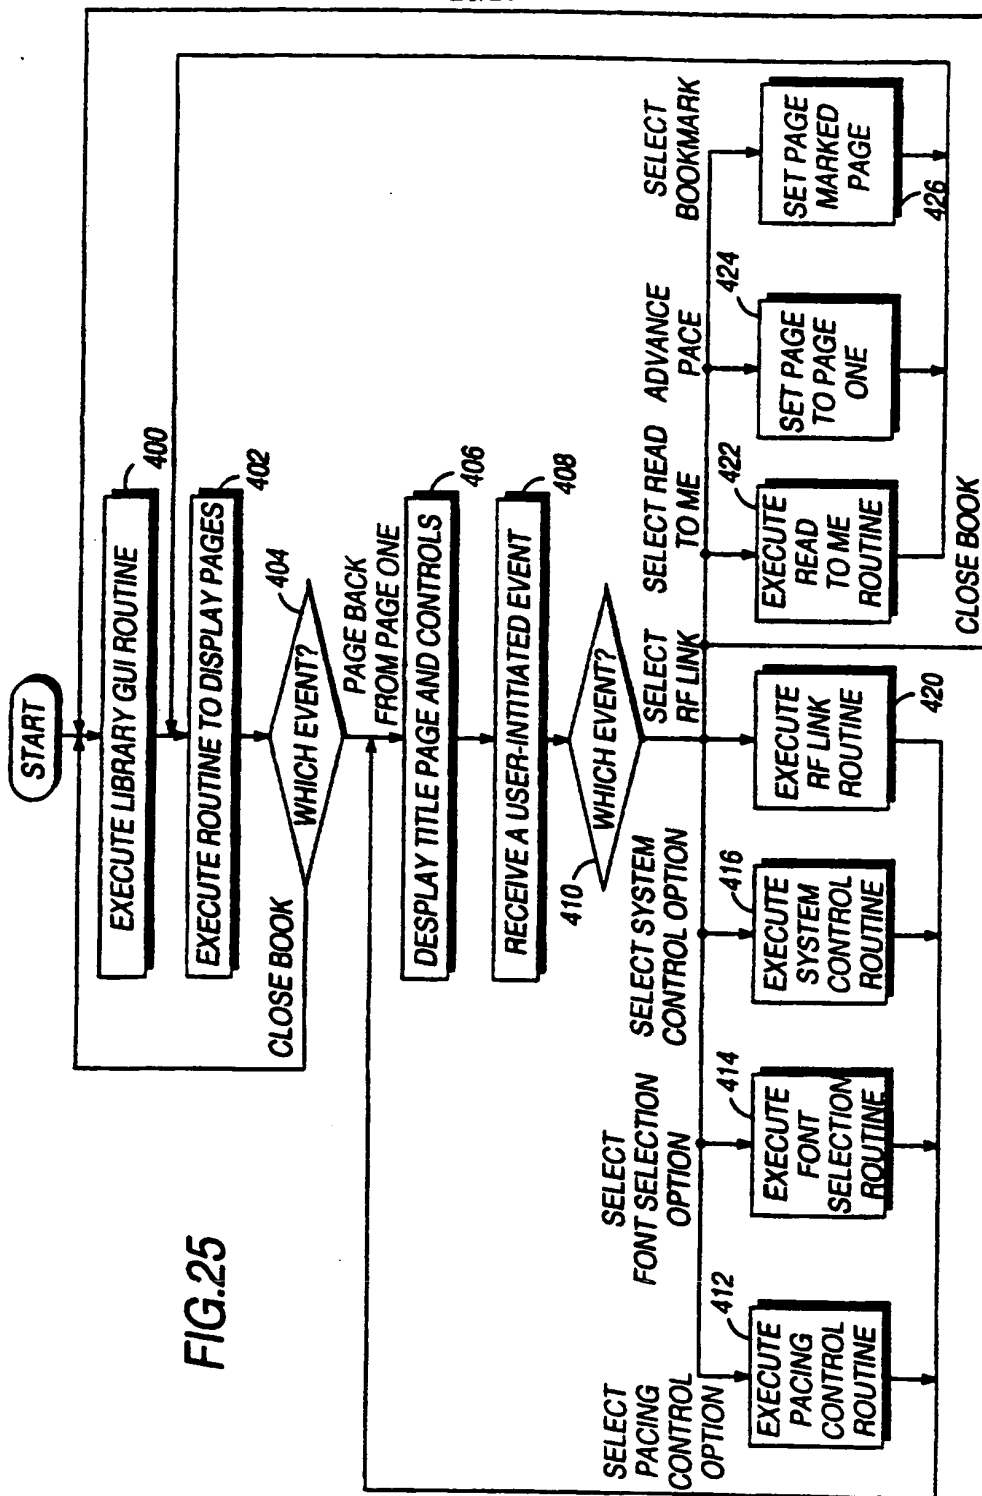 START
EXECUTE LIBRARY GUI ROUTINE
400
EXECUTE ROUTINE TO DISPLAY PAGES
402
WHICH EVENT?
404
CLOSE BOOK
PAGE BACK
FROM PAGE ONE
DESPLAY TITLE PAGE AND CONTROLS
406
RECEIVE A USER-INTITIATED EVENT
408
WHICH EVENT?
410
FIG.25
SELECT
PACING
CONTROL
OPTION
SELECT
FONT SELECTION
OPTION
SELECT SYSTEM
CONTROL OPTION
SELECT
RF LINK
SELECT READ
TO ME
ADVANCE
PACE
SELECT
BOOKMARK
412
EXECUTE
PACING
CONTROL
ROUTINE
414
EXECUTE
FONT
SELECTION
ROUTINE
416
EXECUTE
SYSTEM
CONTROL
ROUTINE
EXECUTE
RF LINK
ROUTINE
420
422
EXECUTE
READ
TO ME
ROUTINE
424
SET PAGE
TO PAGE
ONE
SET PAGE
MARKED
PAGE
426
CLOSE BOOK